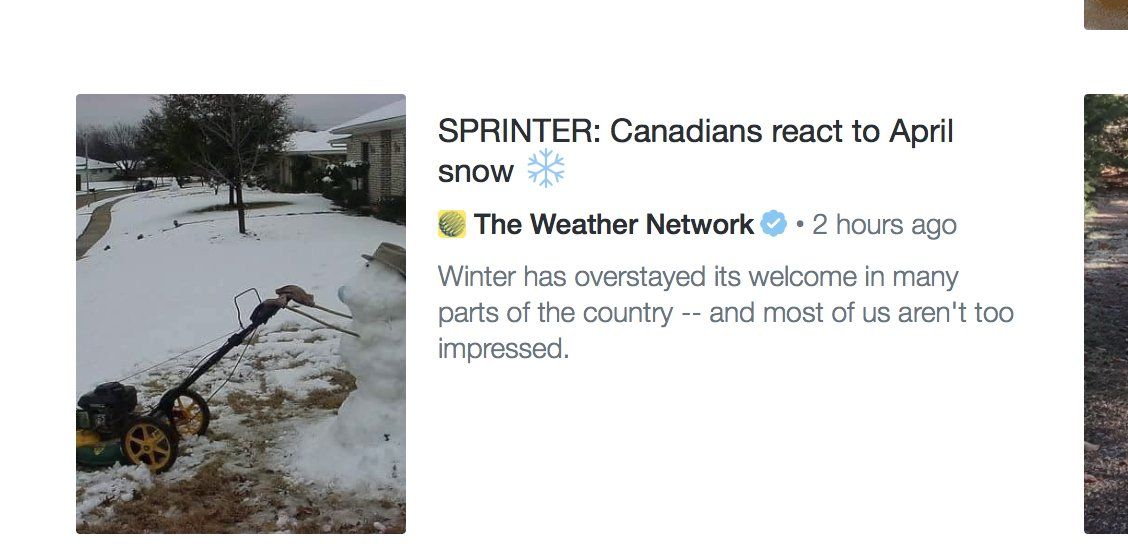 SPRINTER: Canadians react to April
snow ❄️
The Weather Network • 2 hours ago
Winter has overstayed its welcome in many
parts of the country -- and most of us aren't too
impressed.